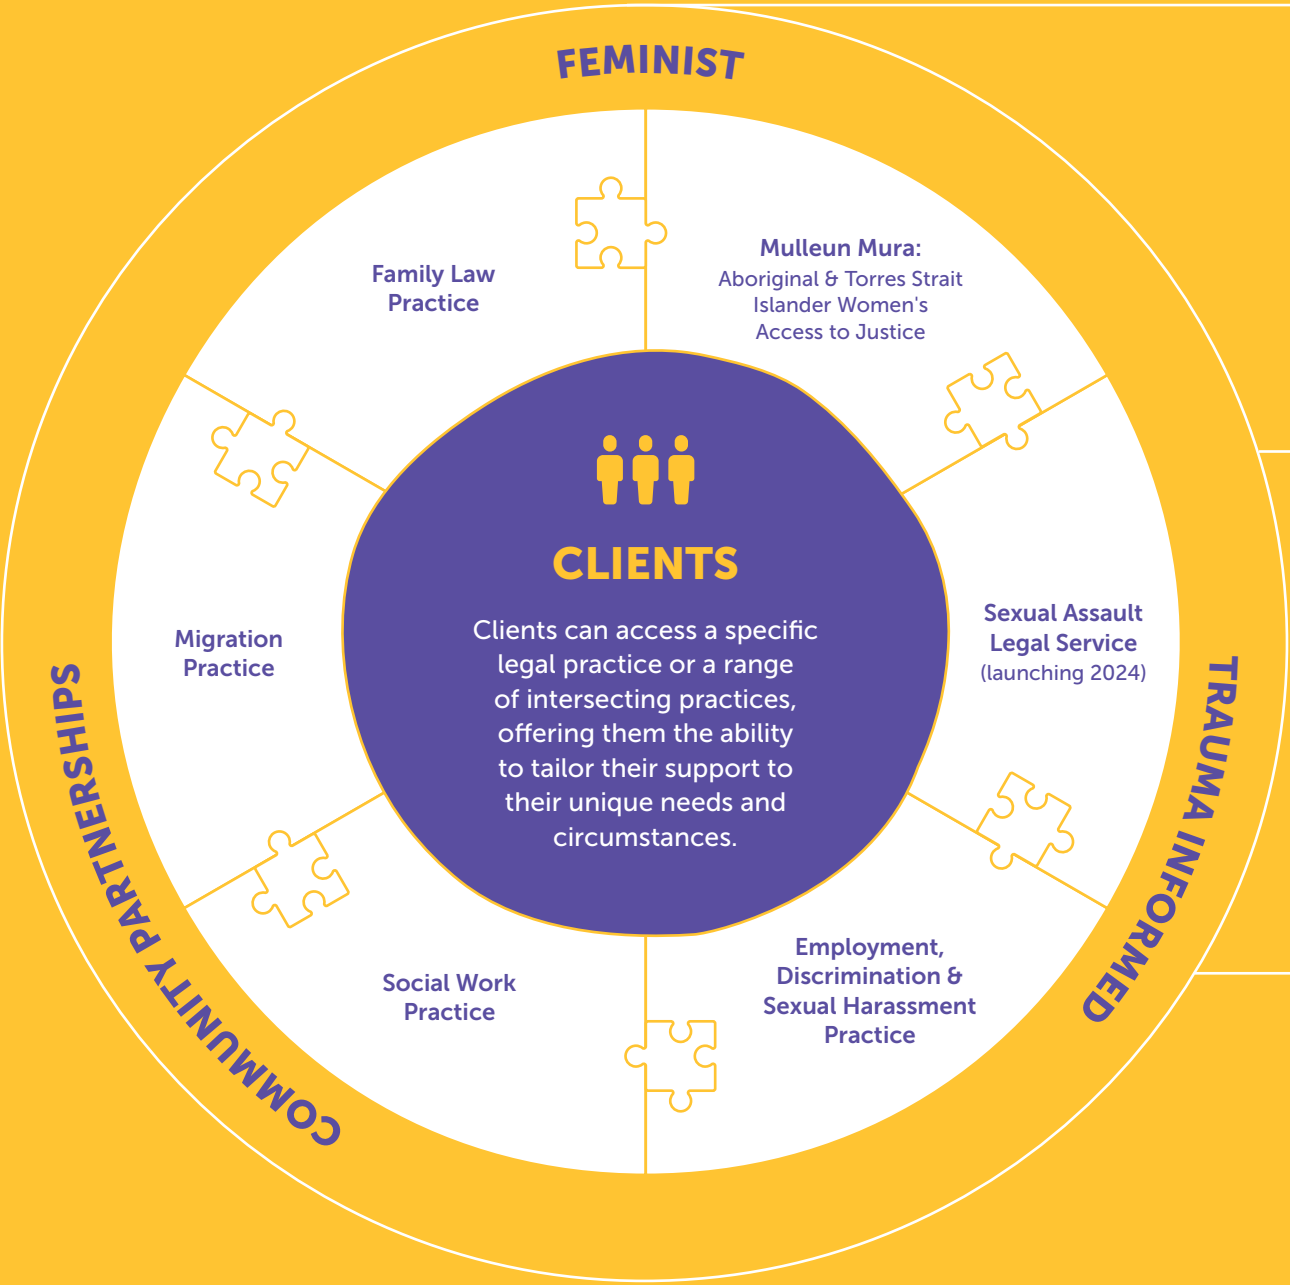 FEMINIST
Family Law
Practice
Mulleun Mura:
Aboriginal & Torres Strait
Islander Women's
Access to Justice
CLIENTS
Clients can access a specific
legal practice or a range
of intersecting practices,
offering them the ability
to tailor their support to
their unique needs and
circumstances.
Migration
Practice
Sexual Assault
Legal Service
(launching 2024)
Social Work
Practice
Employment,
Discrimination &
Sexual Harassment
Practice
COMMUNITY PARTNERSHIPS
TRAUMA INFORMED